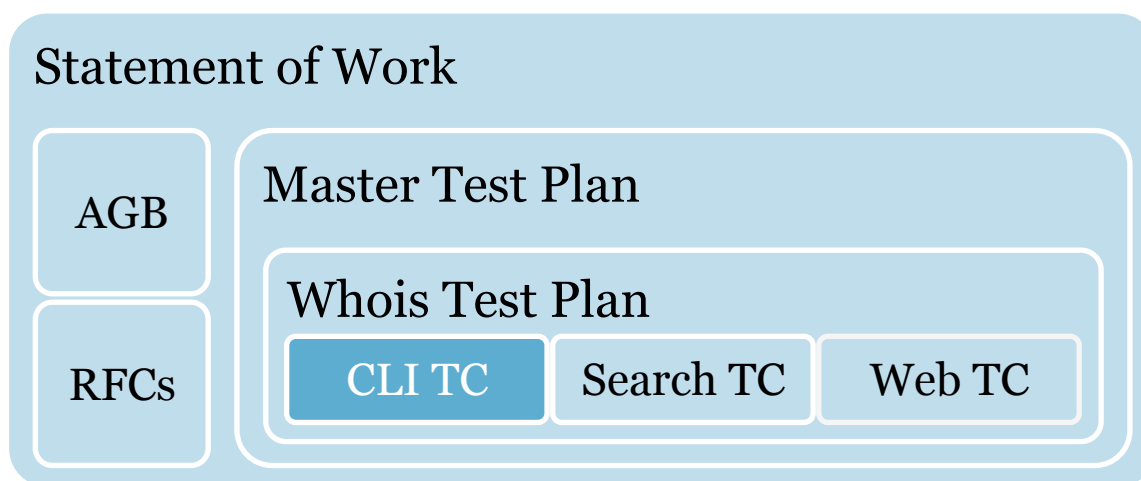 Statement of Work
AGB
Master Test Plan
Whois Test Plan
RFCs
CLI TC
Search TC
Web TC